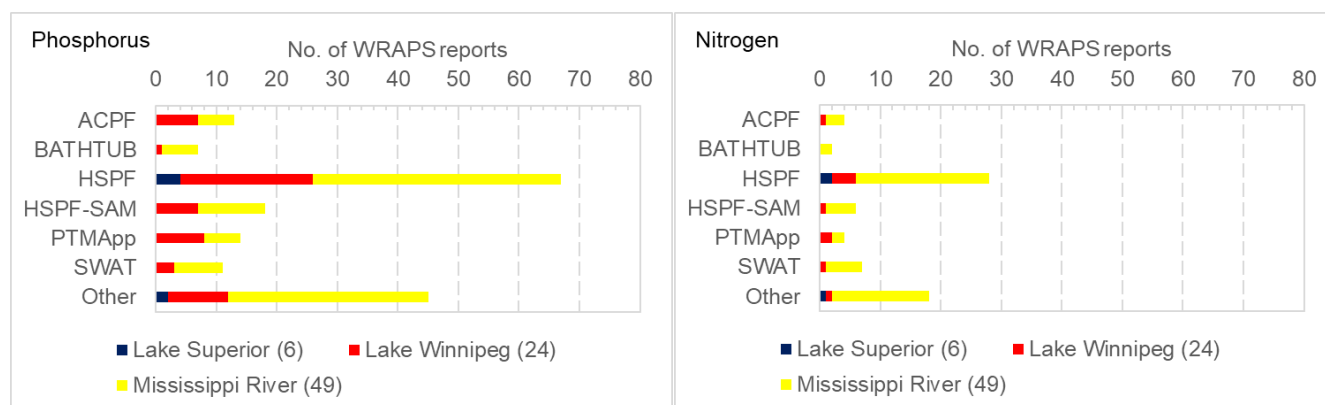 Phosphorus
No. of WRAPS reports
0 10 20 30 40 50 60 70 80
ACPF
BATHTUB
HSPF
HSPF-SAM
PTMApp
SWAT
Other
Lake Superior (6) Lake Winnipeg (24)
Mississippi River (49)
Nitrogen
No. of WRAPS reports
0 10 20 30 40 50 60 70 80
ACPF
BATHTUB
HSPF
HSPF-SAM
PTMApp
SWAT
Other
Lake Superior (6) Lake Winnipeg (24)
Mississippi River (49)